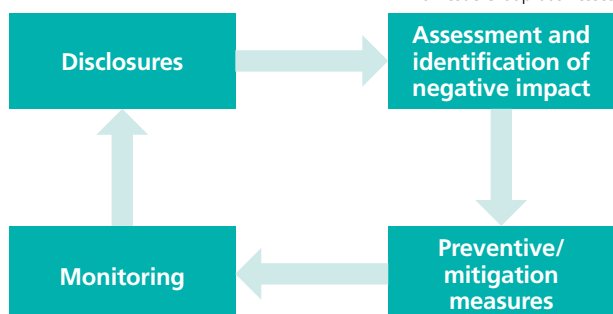 Disclosures
Assessment and
identification of
negative impact
Monitoring
Preventive/
mitigation
measures